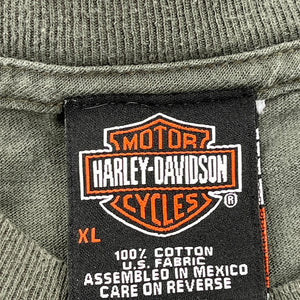 MOTOR
HARLEY-DAVIDSON
CYCLES ®
XL
100% COTTON
U.S. FABRIC
ASSEMBLED IN MEXICO
CARE ON REVERSE